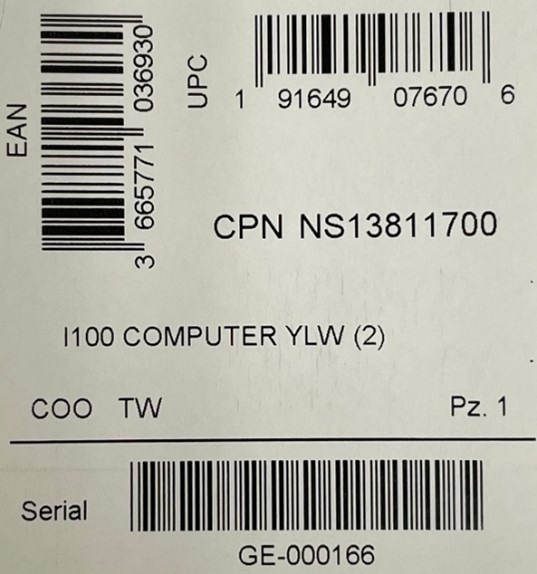 EAN
3 665771 036930
UPC
1 91649 07670 6
CPN NS13811700
I100 COMPUTER YLW (2)
COO TW
Pz. 1
Serial
GE-000166